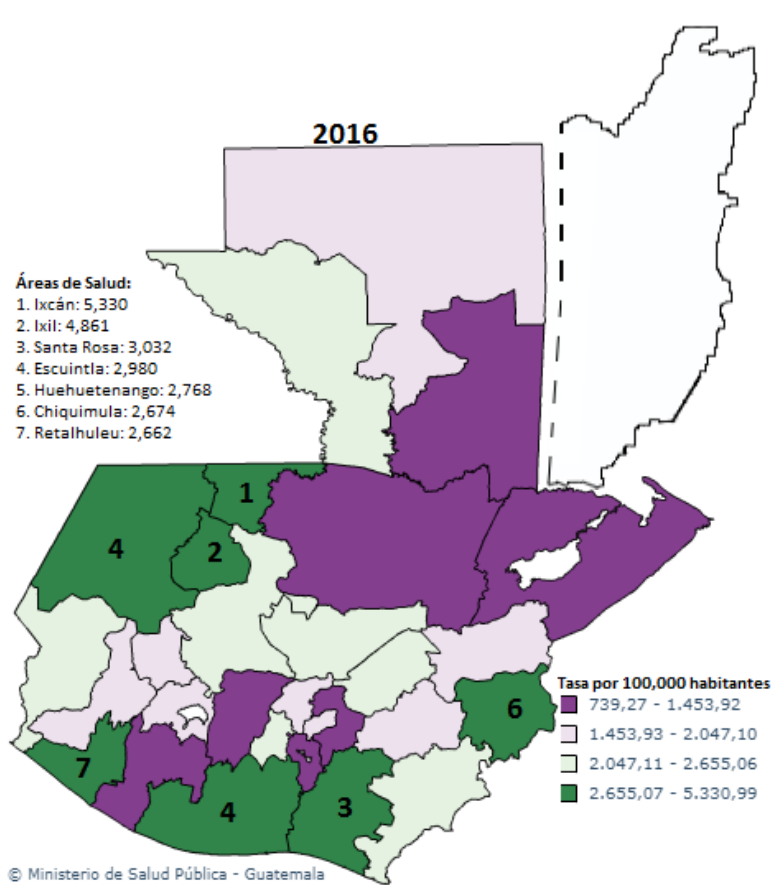 2016
Áreas de Salud:
1. Ixcán: 5,330
2. Ixil: 4,861
3. Santa Rosa: 3,032
4. Escuintla: 2,980
5. Huehuetenango: 2,768
6. Chiquimula: 2,674
7. Retalhuleu: 2,662
1
4
2
6
7
4
3
Tasa por 100,000 habitantes
739,27 - 1.453,92
1.453,93 - 2.047,10
2.047,11 - 2.655,06
2.655,07 - 5.330,99
© Ministerio de Salud Pública - Guatemala